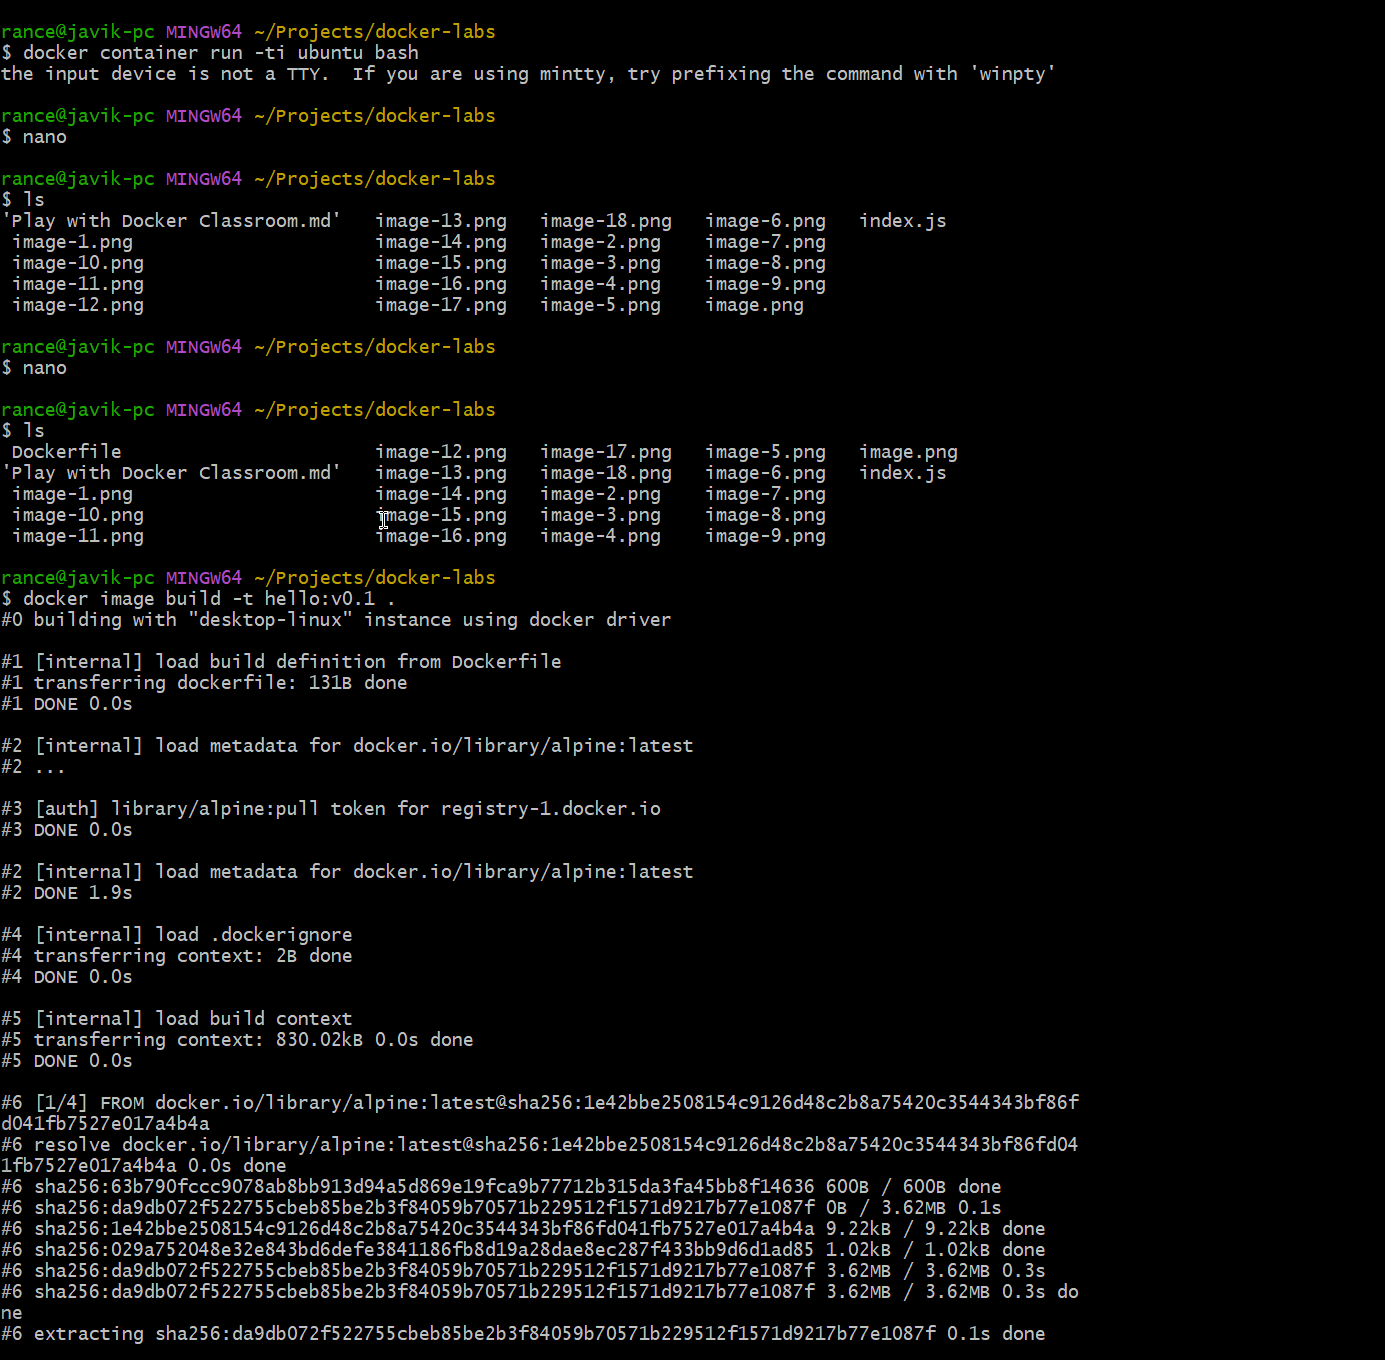 rance@javik-pc MINGW64 ~/Projects/docker-labs
$ docker container run -ti ubuntu bash
the input device is not a TTY.  If you are using mintty, try prefixing the command with 'winpty'
rance@javik-pc MINGW64 ~/Projects/docker-labs
$ nano
rance@javik-pc MINGW64 ~/Projects/docker-labs
$ ls
'Play with Docker Classroom.md'   image-13.png   image-18.png   image-6.png   index.js
 image-1.png                      image-14.png   image-2.png    image-7.png
 image-10.png                     image-15.png   image-3.png    image-8.png
 image-11.png                     image-16.png   image-4.png    image-9.png
 image-12.png                     image-17.png   image-5.png    image.png
rance@javik-pc MINGW64 ~/Projects/docker-labs
$ nano
rance@javik-pc MINGW64 ~/Projects/docker-labs
$ ls
 Dockerfile                       image-12.png   image-17.png   image-5.png   image.png
'Play with Docker Classroom.md'   image-13.png   image-18.png   image-6.png   index.js
 image-1.png                      image-14.png   image-2.png    image-7.png
 image-10.png                     image-15.png   image-3.png    image-8.png
 image-11.png                     image-16.png   image-4.png    image-9.png
rance@javik-pc MINGW64 ~/Projects/docker-labs
$ docker image build -t hello:v0.1 .
#0 building with "desktop-linux" instance using docker driver
#1 [internal] load build definition from Dockerfile
#1 transferring dockerfile: 131B done
#1 DONE 0.0s
#2 [internal] load metadata for docker.io/library/alpine:latest
#2 ...
#3 [auth] library/alpine:pull token for registry-1.docker.io
#3 DONE 0.0s
#2 [internal] load metadata for docker.io/library/alpine:latest
#2 DONE 1.9s
#4 [internal] load .dockerignore
#4 transferring context: 2B done
#4 DONE 0.0s
#5 [internal] load build context
#5 transferring context: 830.02kB 0.0s done
#5 DONE 0.0s
#6 [1/4] FROM docker.io/library/alpine:latest@sha256:1e42bbe2508154c9126d48c2b8a75420c3544343bf86f
d041fb7527e017a4b4a
#6 resolve docker.io/library/alpine:latest@sha256:1e42bbe2508154c9126d48c2b8a75420c3544343bf86fd04
1fb7527e017a4b4a 0.0s done
#6 sha256:63b790fccc9078ab8bb913d94a5d869e19fca9b77712b315da3fa45bb8f14636 600B / 600B done
#6 sha256:da9db072f522755cbeb85be2b3f84059b70571b229512f1571d9217b77e1087f 0B / 3.62MB 0.1s
#6 sha256:1e42bbe2508154c9126d48c2b8a75420c3544343bf86fd041fb7527e017a4b4a 9.22kB / 9.22kB done
#6 sha256:029a752048e32e843bd6defe3841186fb8d19a28dae8ec287f433bb9d6d1ad85 1.02kB / 1.02kB done
#6 sha256:da9db072f522755cbeb85be2b3f84059b70571b229512f1571d9217b77e1087f 3.62MB / 3.62MB 0.3s
#6 sha256:da9db072f522755cbeb85be2b3f84059b70571b229512f1571d9217b77e1087f 3.62MB / 3.62MB 0.3s do
ne
#6 extracting sha256:da9db072f522755cbeb85be2b3f84059b70571b229512f1571d9217b77e1087f 0.1s done